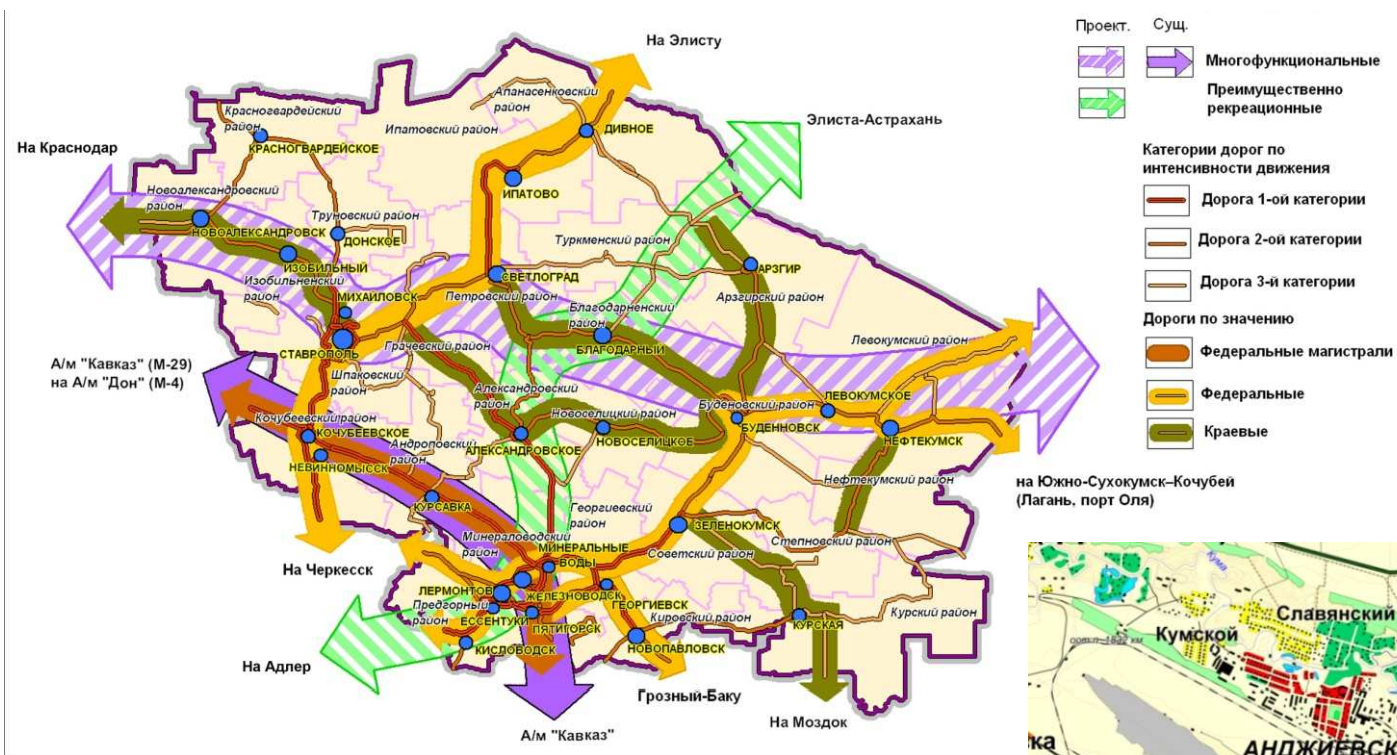 Проект.
Сущ.
Многофункциональные
Преимущественно
рекреационные
Категории дорог по
интенсивности движения
Дорога 1-ой категории
Дорога 2-ой категории
Дорога 3-й категории
Дороги по значению
Федеральные магистрали
Федеральные
Краевые
На Элисту
Элиста-Астрахань
На Краснодар
А/м "Кавказ" (М-29)
на А/м "Дон" (М-4)
На Черкесск
На Адлер
А/м "Кавказ"
Грозный-Баку
На Моздок
на Южно-Сухокумск–Кочубей
(Лагань, порт Оля)
Апанасенковский
район
Красногвардейский
район
Ипатовский район
ДИВНОЕ
КРАСНОГВАРДЕЙСКОЕ
ИПАТОВО
Новоалександровский
район
Труновский район
НОВОАЛЕКСАНДРОВСК
ДОНСКОЕ
Туркменский район
ИЗОБИЛЬНЫЙ
СВЕТЛОГРАД
АРЗГИР
Изобильненский
район
МИХАЙЛОВСК
Петровский район
Арзгирский район
Благодарненский
район
СТАВРОПОЛЬ
Грачевский район
БЛАГОДАРНЫЙ
Левокумский район
Шпаковский
район
Александровский
район
Новоселицкий район
Буденовский район
ЛЕВОКУМСКОЕ
БУДЕННОВСК
Кочубеевский район
КОЧУБЕЕВСКОЕ
Андроповский
район
АЛЕКСАНДРОВСКОЕ
НОВОСЕЛИЦКОЕ
НЕФТЕКУМСК
НЕВИННОМЫССК
Нефтекумский район
КУРСАВКА
Георгиевский
район
ЗЕЛЕНОКУМСК
Степновский район
Минераловодский
район
МИНЕРАЛЬНЫЕ
ВОДЫ
Советский район
ЛЕРМОНТОВ
ЖЕЛЕЗНОВОДСК
ГЕОРГИЕВСК
Предгорный
район
ЕССЕНТУКИ
ПЯТИГОРСК
Кировский район
КУРСКАЯ
Курский район
КИСЛОВОДСК
НОВОПАВЛОВСК
Кума
Славянский
Кумской
ка
АНДЖИЕВСК